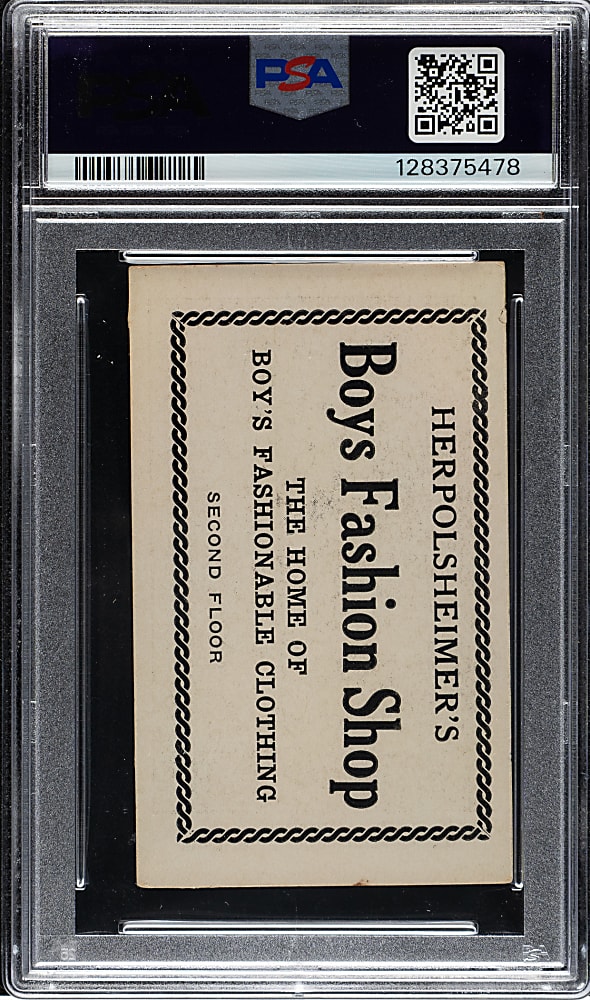 PSA
128375478
HERPOLSHEIMER'S
Boys Fashion Shop
THE HOME OF
BOY'S FASHIONABLE CLOTHING
SECOND FLOOR